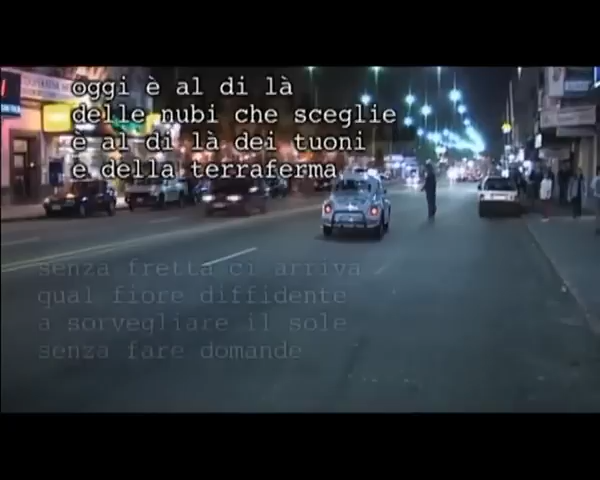 oggi è al di là
delle nubi che sceglie
è al di là dei tuoni
e della terraferma
senza fretta ci arriva
qual fiore diffidente
a sorvegliare il sole
senza fare domande